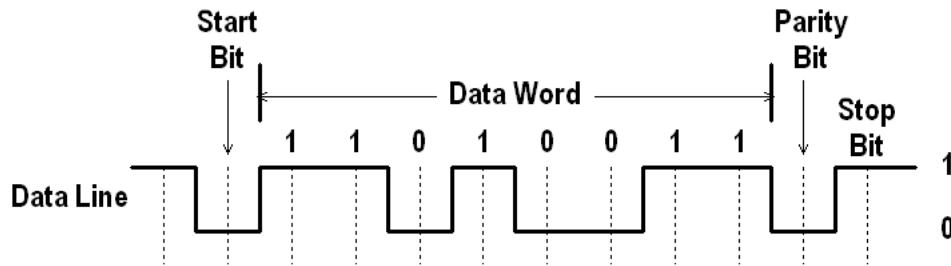 Start
Bit
Parity
Bit
Data Word
Stop
Bit
1 1 0 1 0 0 1 1
1
Data Line
0